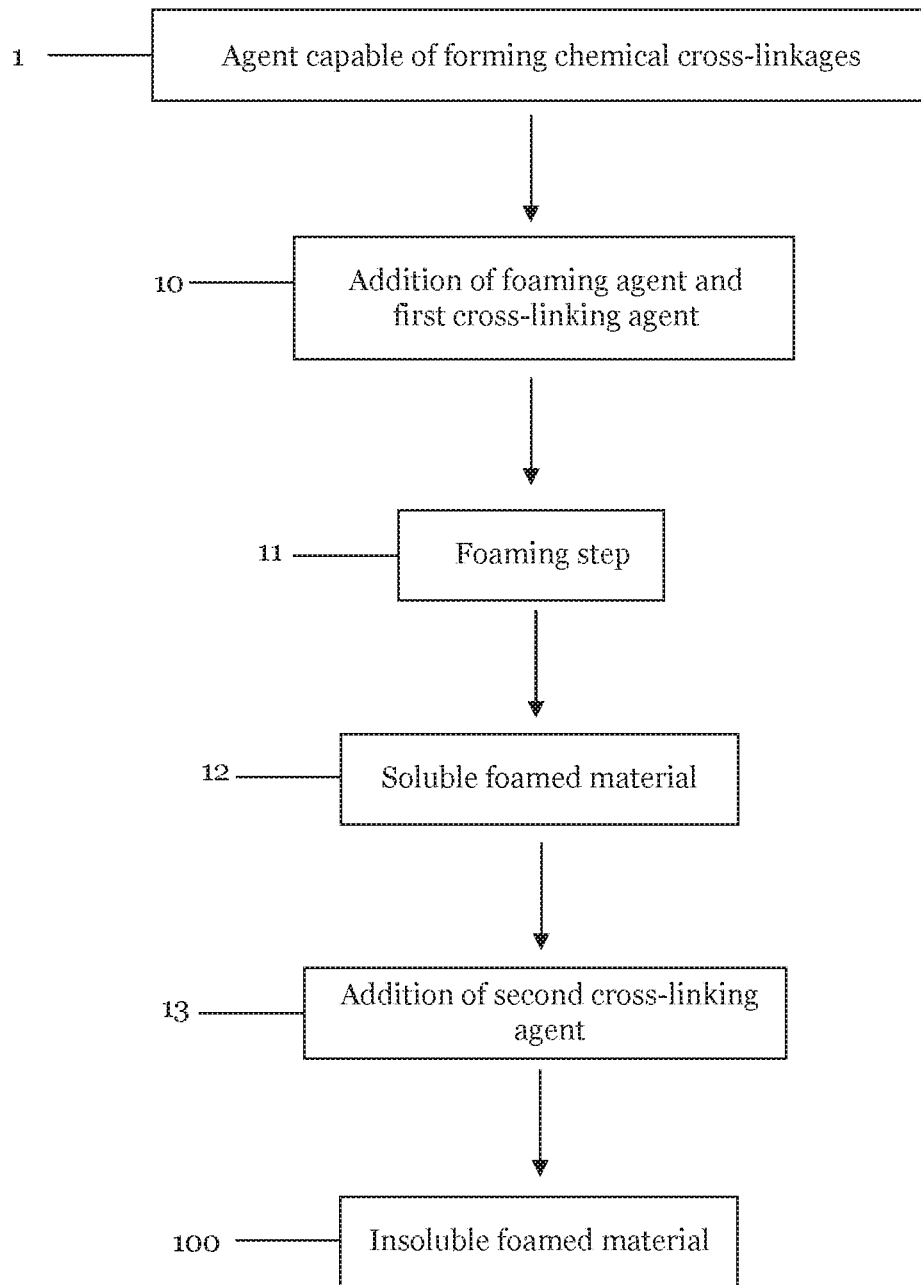 1 Agent capable of forming chemical cross-linkages
10 Addition of foaming agent and
first cross-linking agent
11 Foaming step
12 Soluble foamed material
13 Addition of second cross-linking
agent
100 Insoluble foamed material